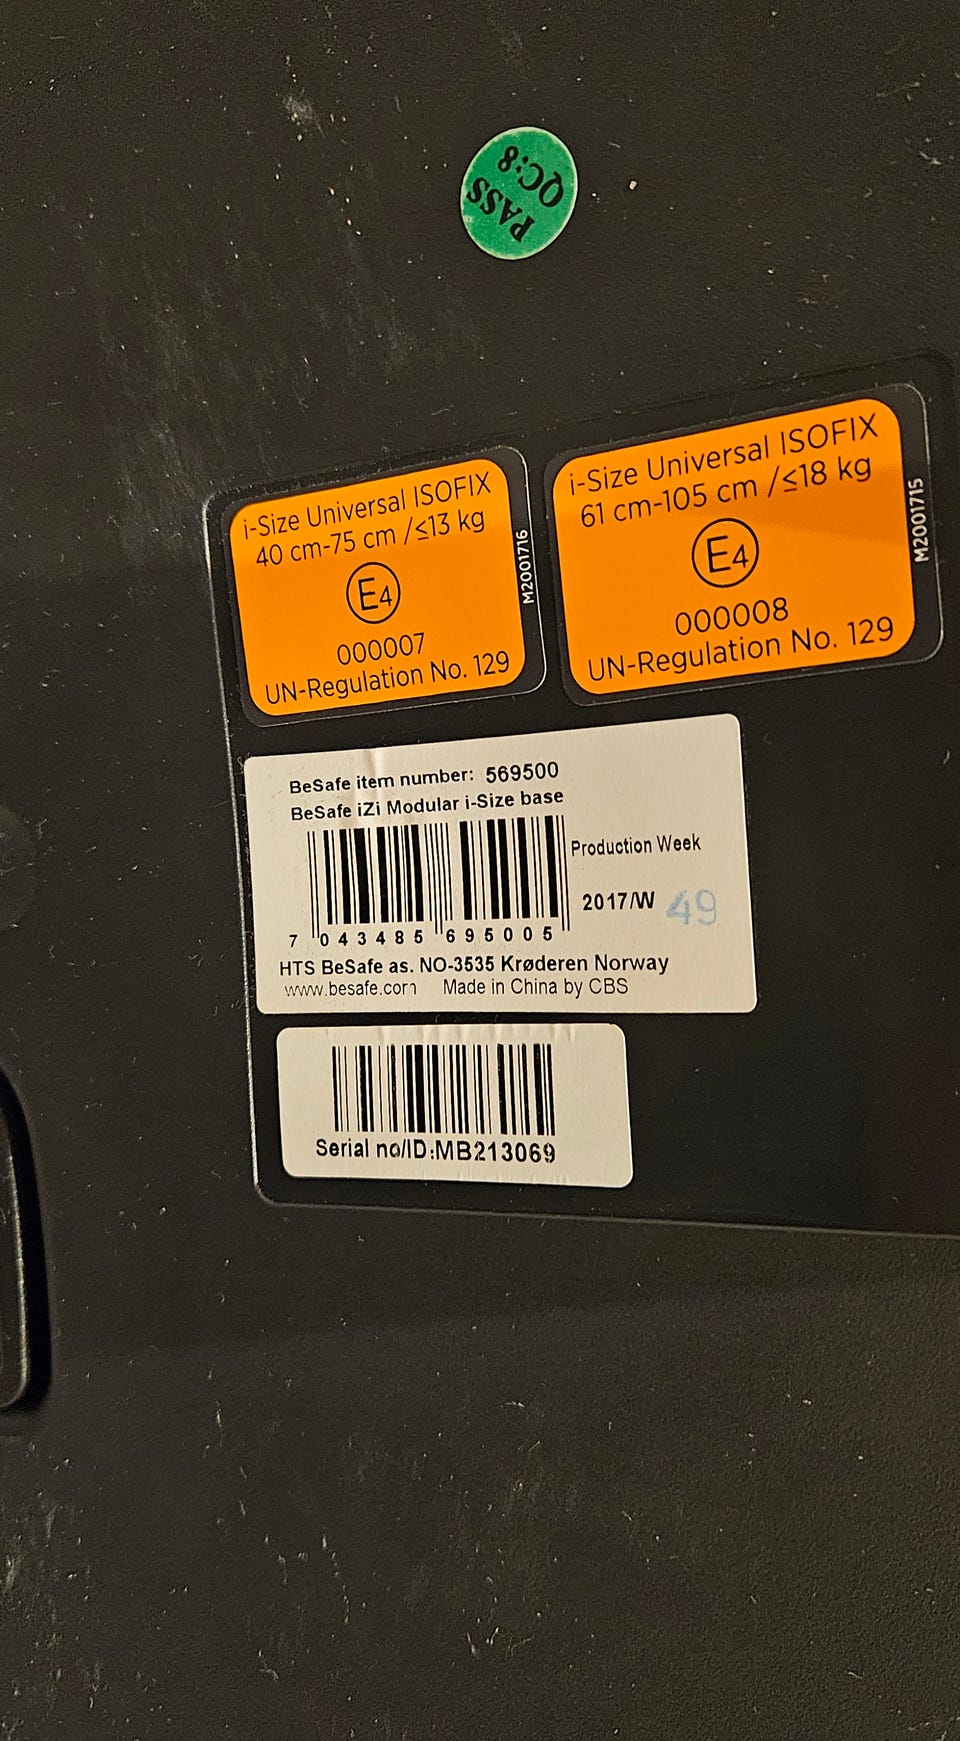 PASS
QC:8
i-Size Universal ISOFIX
40 cm-75 cm /≤13 kg
E4
000007
UN-Regulation No. 129
M2001716
i-Size Universal ISOFIX
61 cm-105 cm /≤18 kg
E4
000008
UN-Regulation No. 129
M2001715
BeSafe item number: 569500
BeSafe iZi Modular i-Size base
Production Week
2017/W 49
7 043485 695005
HTS BeSafe as. NO-3535 Krøderen Norway
www.besafe.com Made in China by CBS
Serial no/ID:MB213069